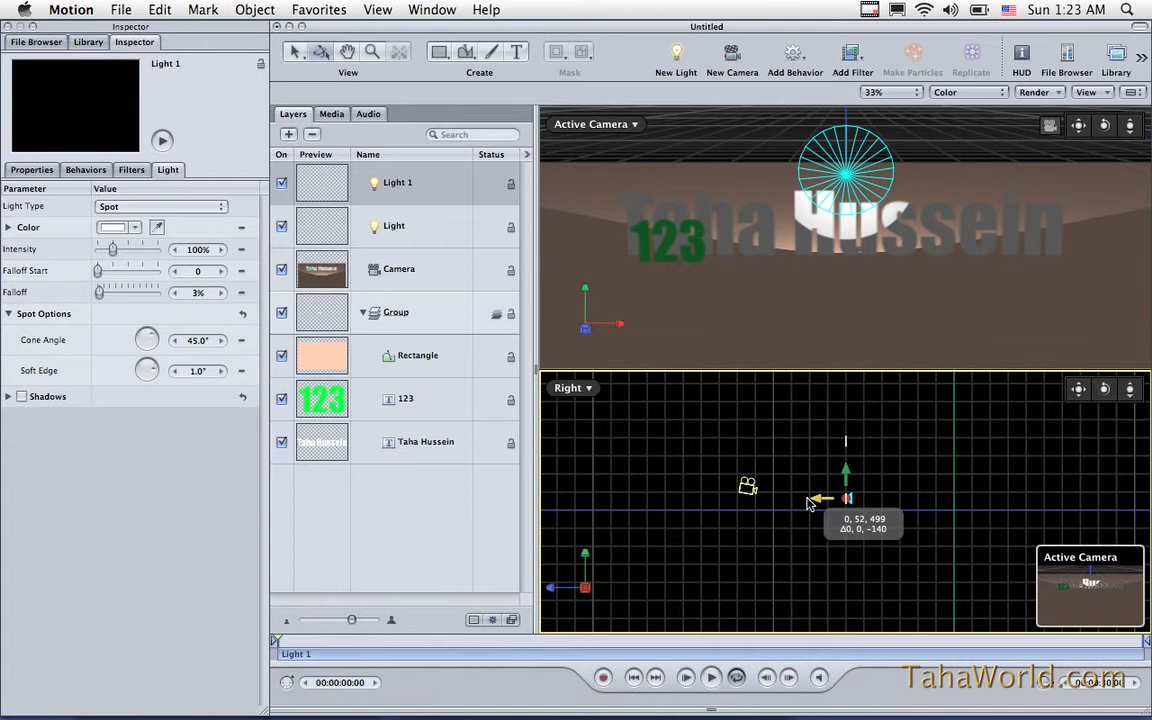 Motion File Edit Mark Object Favorites View Window Help Sun 1:23 AM
Inspector
Untitled
File Browser Library Inspector
Light 1
Properties Behaviors Filters Light
Parameter Value
Light Type Spot
Color
Intensity 100%
Falloff Start 0
Falloff 3%
Spot Options
Cone Angle 45.0°
Soft Edge 1.0°
Shadows
View Create Mask New Light New Camera Add Behavior Add Filter Make Particles Replicate HUD File Browser Library
33% Color Render View
Layers Media Audio
Search
On Preview Name Status
Light 1
Light
Camera
Group
Rectangle
123 123
Taha Hussein Taha Hussein
Active Camera
Taha Hussein
123
Right
0, 52, 499
Δ0, 0, -140
Active Camera
Light 1
00:00:00:00
TahaWorld.com